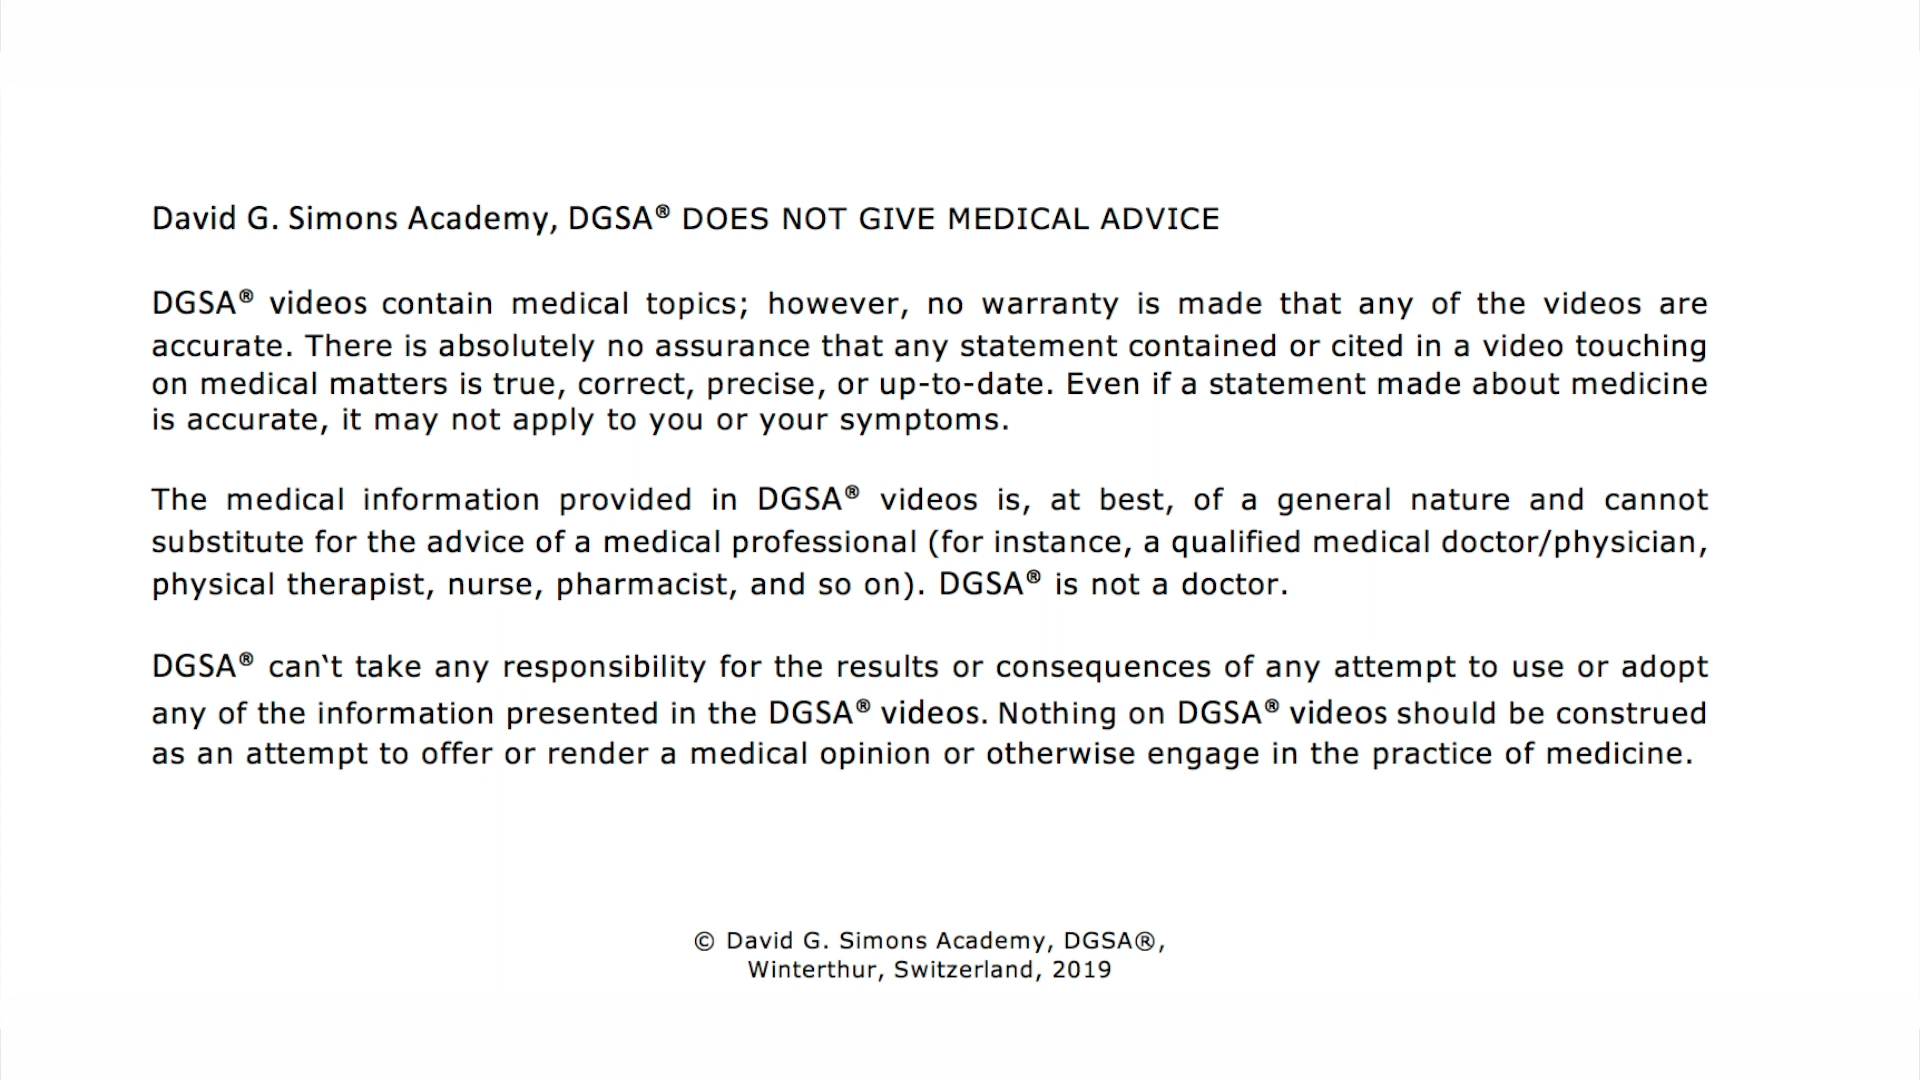 David G. Simons Academy, DGSA® DOES NOT GIVE MEDICAL ADVICE
DGSA® videos contain medical topics; however, no warranty is made that any of the videos are
accurate. There is absolutely no assurance that any statement contained or cited in a video touching
on medical matters is true, correct, precise, or up-to-date. Even if a statement made about medicine
is accurate, it may not apply to you or your symptoms.
The medical information provided in DGSA® videos is, at best, of a general nature and cannot
substitute for the advice of a medical professional (for instance, a qualified medical doctor/physician,
physical therapist, nurse, pharmacist, and so on). DGSA® is not a doctor.
DGSA® can‛t take any responsibility for the results or consequences of any attempt to use or adopt
any of the information presented in the DGSA® videos. Nothing on DGSA® videos should be construed
as an attempt to offer or render a medical opinion or otherwise engage in the practice of medicine.
© David G. Simons Academy, DGSA®,
Winterthur, Switzerland, 2019